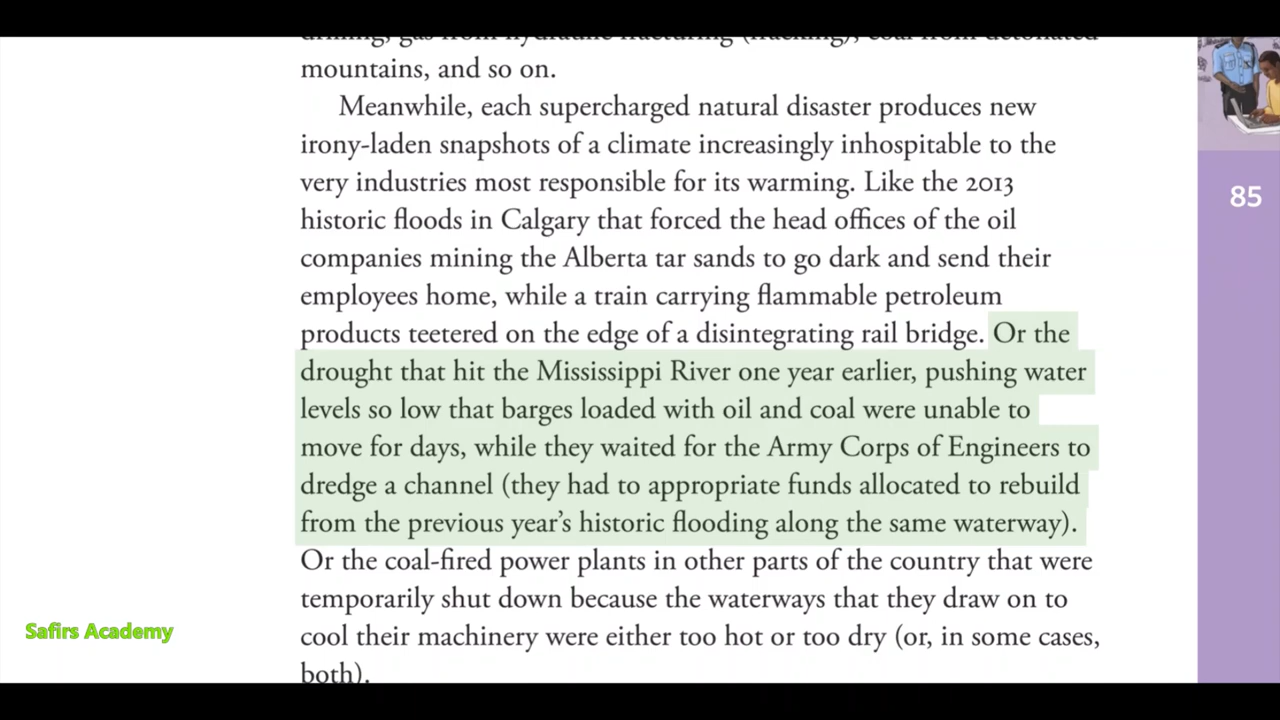 drilling, gas from hydraulic fracturing (fracking), coal from detonated
mountains, and so on.
Meanwhile, each supercharged natural disaster produces new
irony-laden snapshots of a climate increasingly inhospitable to the
very industries most responsible for its warming. Like the 2013
historic floods in Calgary that forced the head offices of the oil
companies mining the Alberta tar sands to go dark and send their
employees home, while a train carrying flammable petroleum
products teetered on the edge of a disintegrating rail bridge. Or the
drought that hit the Mississippi River one year earlier, pushing water
levels so low that barges loaded with oil and coal were unable to
move for days, while they waited for the Army Corps of Engineers to
dredge a channel (they had to appropriate funds allocated to rebuild
from the previous year's historic flooding along the same waterway).
Or the coal-fired power plants in other parts of the country that were
temporarily shut down because the waterways that they draw on to
cool their machinery were either too hot or too dry (or, in some cases,
both).
85
Safirs Academy